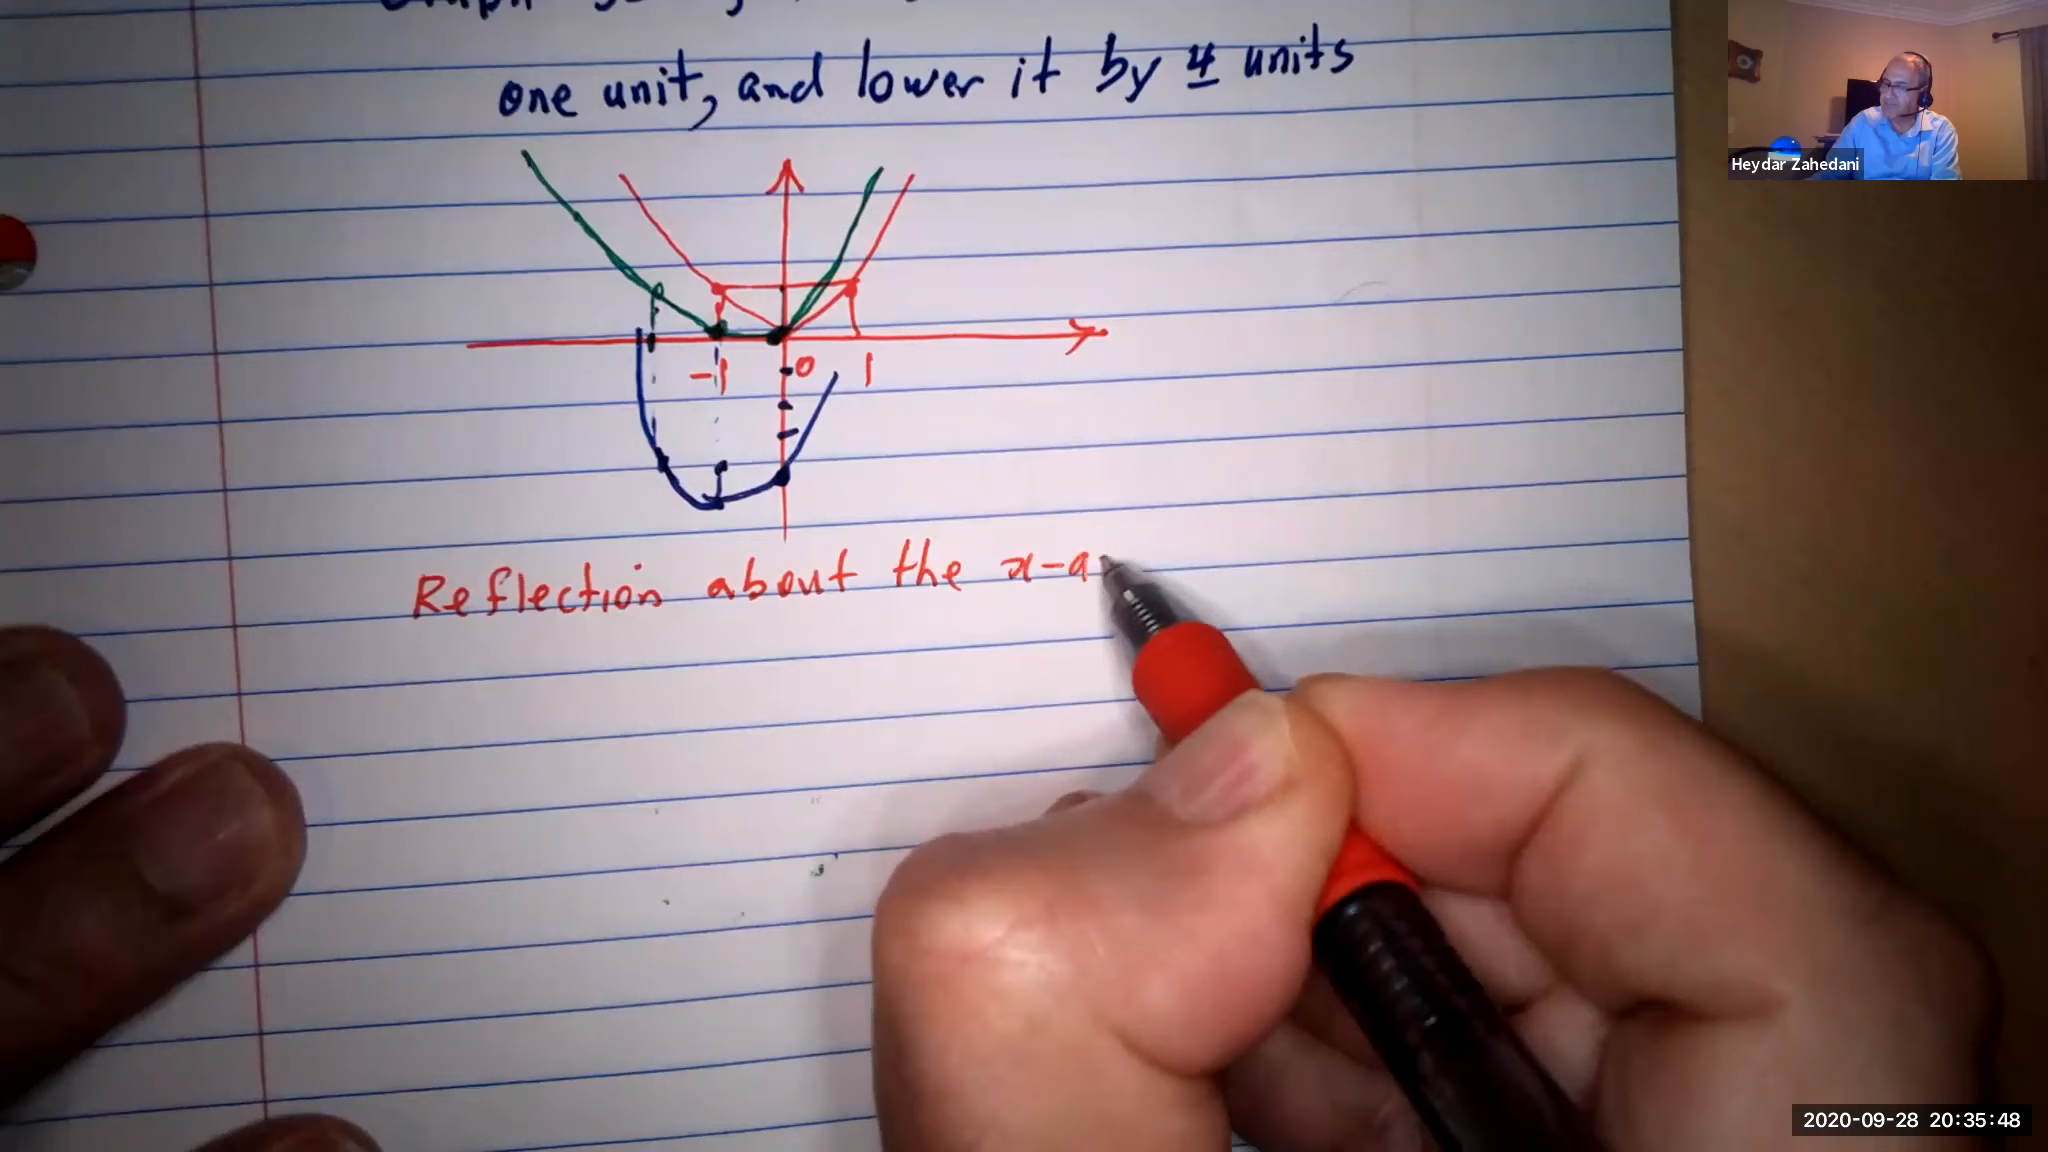 one unit, and lower it by 4 units
Heydar Zahedani
-1 0 1
Reflection about the x-a
2020-09-28 20:35:48